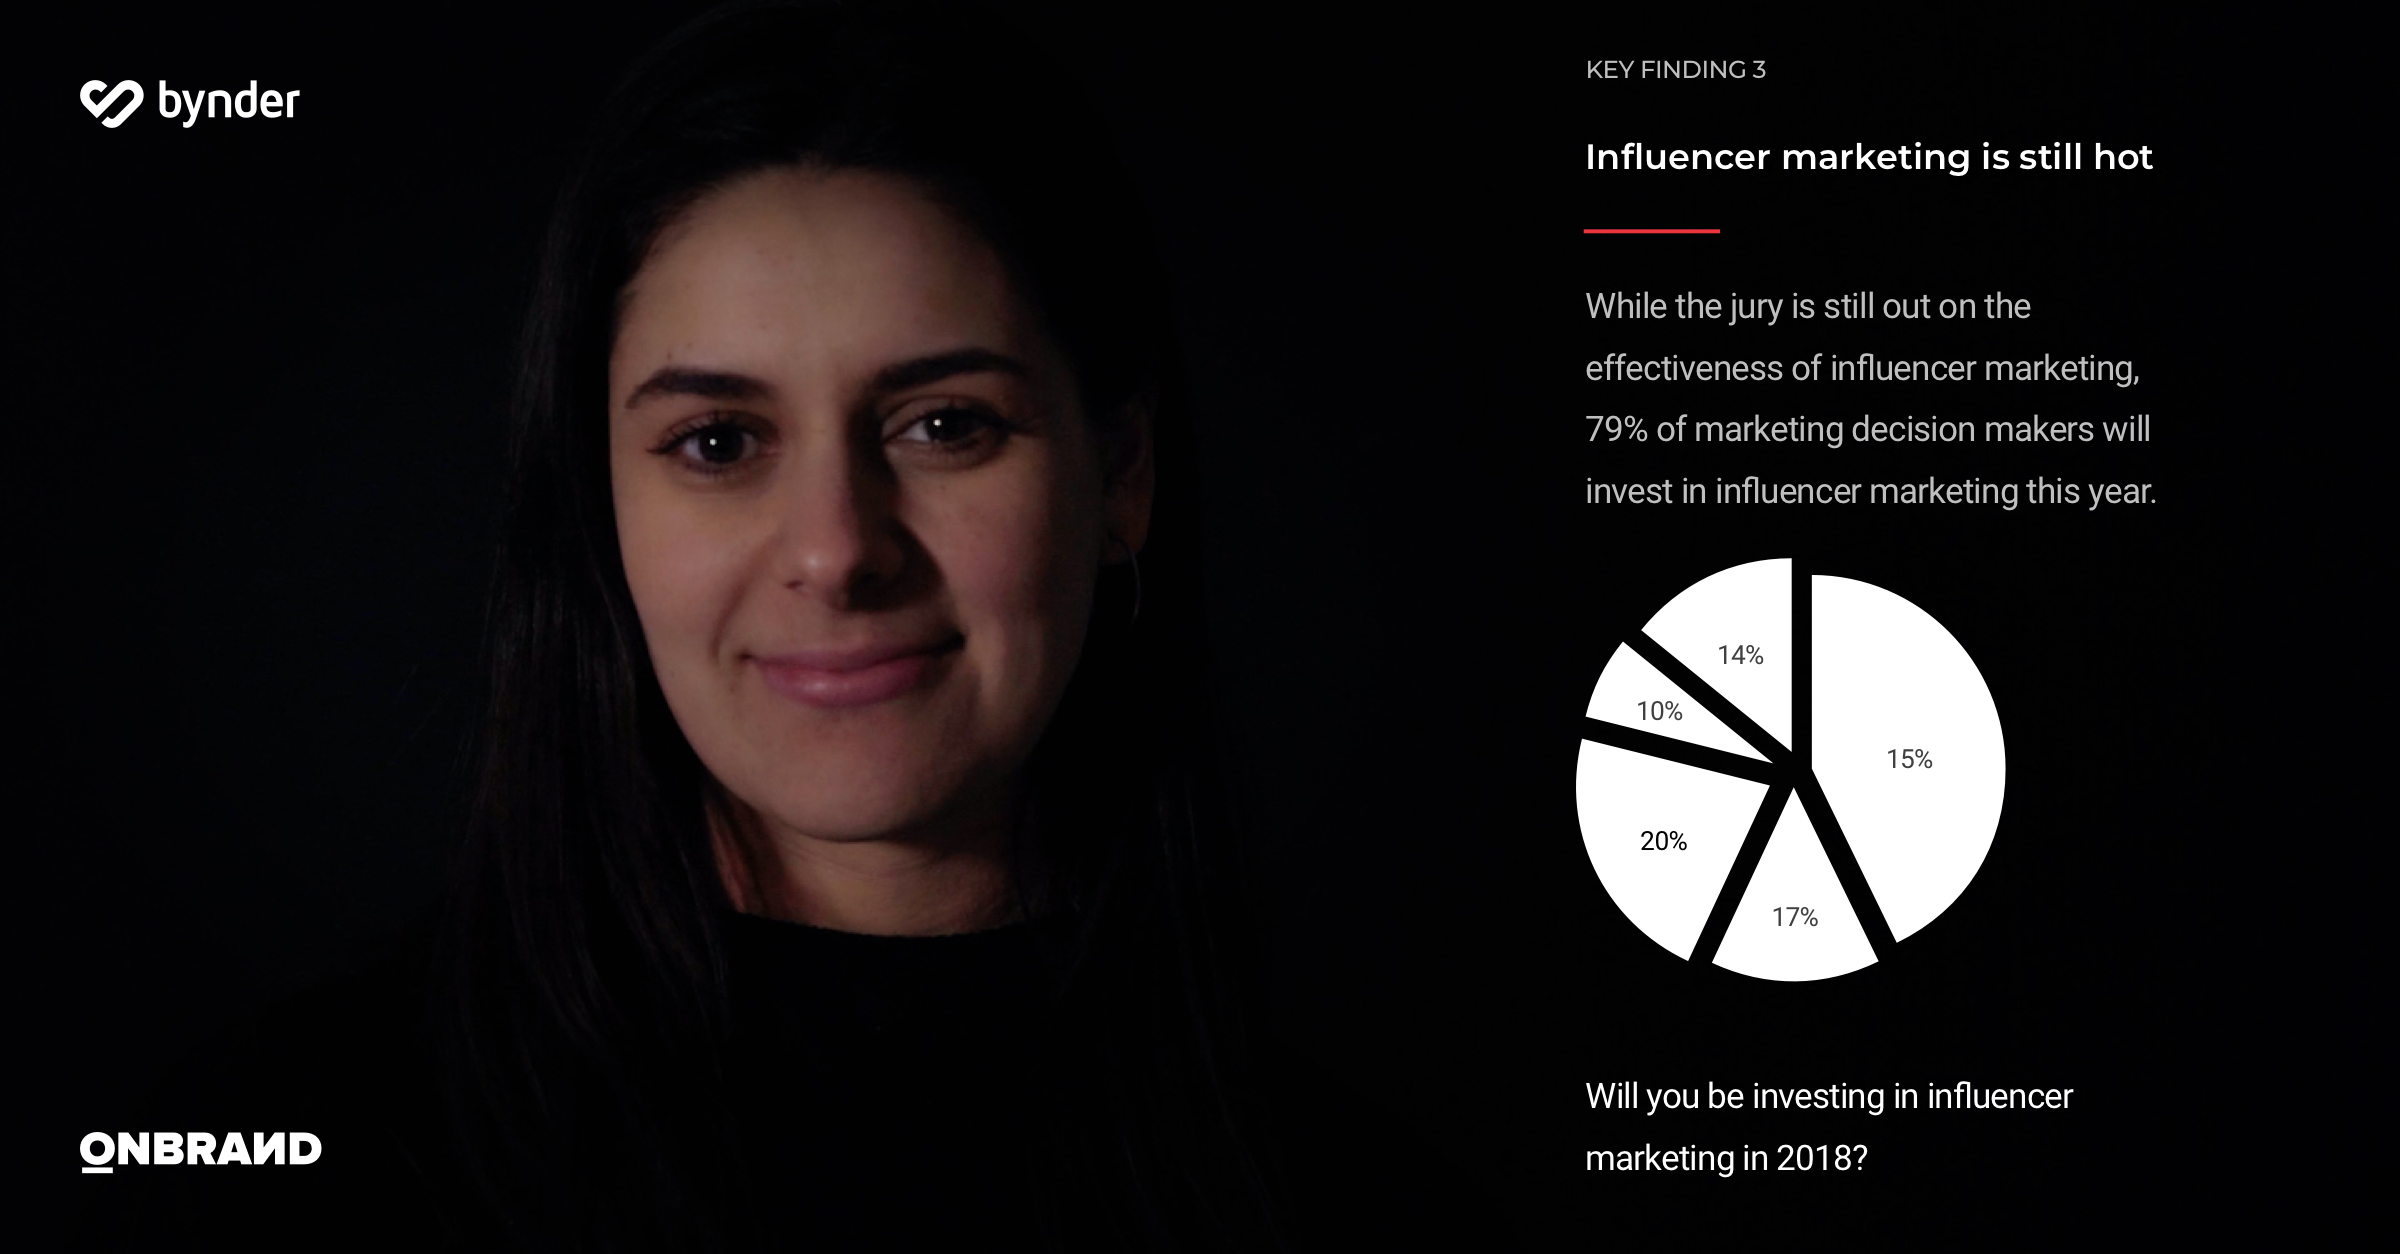 bynder
KEY FINDING 3
Influencer marketing is still hot
While the jury is still out on the
effectiveness of influencer marketing,
79% of marketing decision makers will
invest in influencer marketing this year.
14%
10%
15%
20%
17%
Will you be investing in influencer
marketing in 2018?
ONBRAND